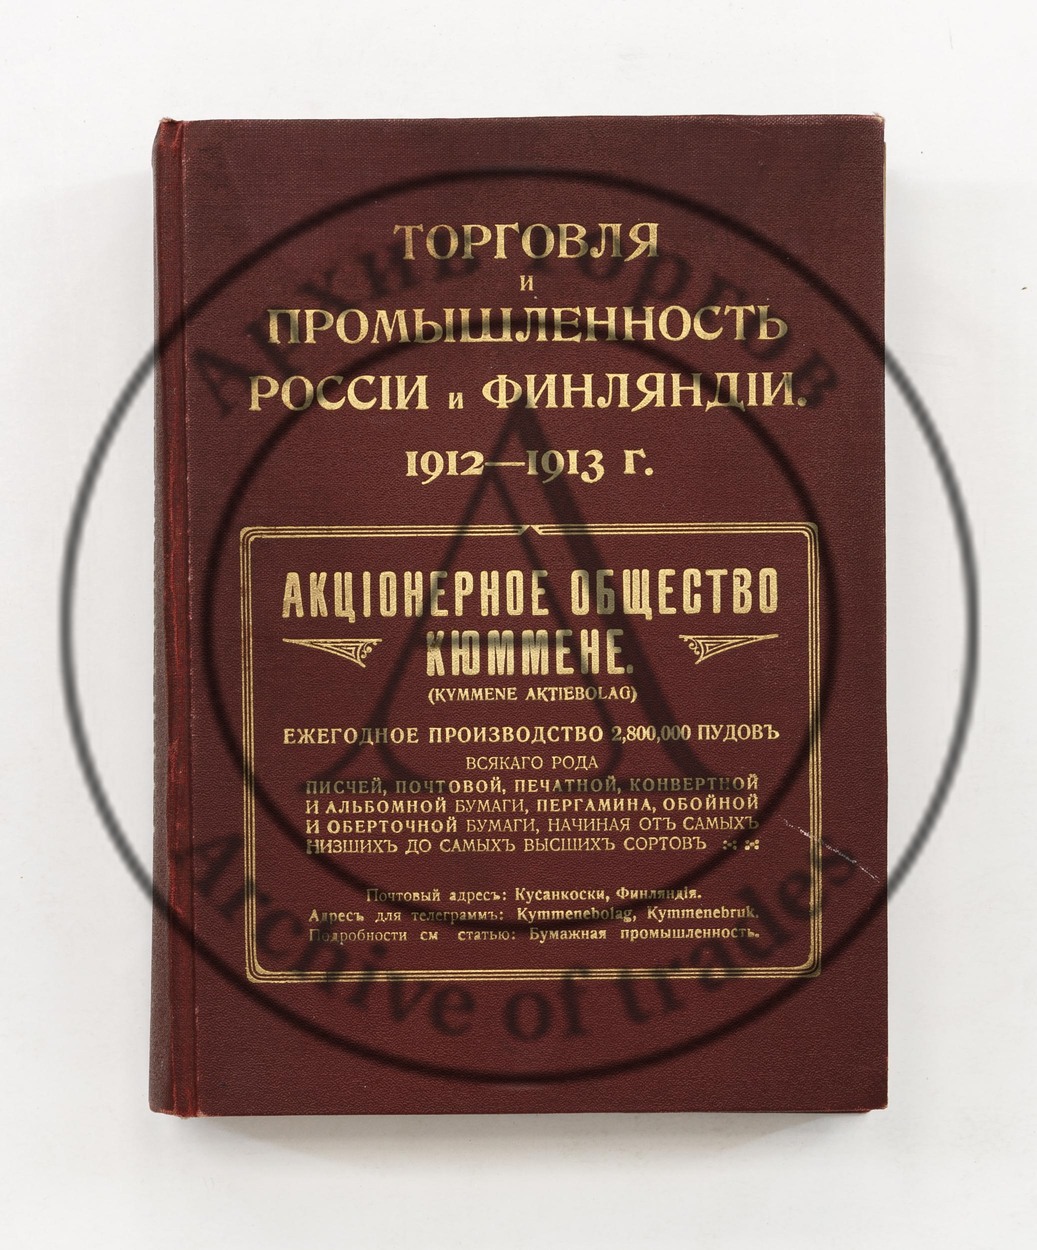 ТОРГОВЛЯ
И
ПРОМЫШЛЕННОСТЬ
РОССІИ и ФИНЛЯНДІИ.
1912—1913 г.
АКЦІОНЕРНОЕ ОБЩЕСТВО
КЮММЕНЕ.
(KYMMENE AKTIEBOLAG)
ЕЖЕГОДНОЕ ПРОИЗВОДСТВО 2,800,000 ПУДОВЪ
ВСЯКАГО РОДА
ПИСЧЕЙ, ПОЧТОВОЙ, ПЕЧАТНОЙ, КОНВЕРТНОЙ
И АЛЬБОМНОЙ БУМАГИ, ПЕРГАМИНА, ОБОЙНОЙ
И ОБЕРТОЧНОЙ БУМАГИ, НАЧИНАЯ ОТЪ САМЫХЪ
НИЗШИХЪ ДО САМЫХЪ ВЫСШИХЪ СОРТОВЪ
Почтовый адресъ: Кусанкоски, Финляндія.
Адресъ для телеграммъ: Kymmenebolag, Kymmenebruk.
Подробности см статью: Бумажная промышленность.
Архивъ торговъ
Archive of trades